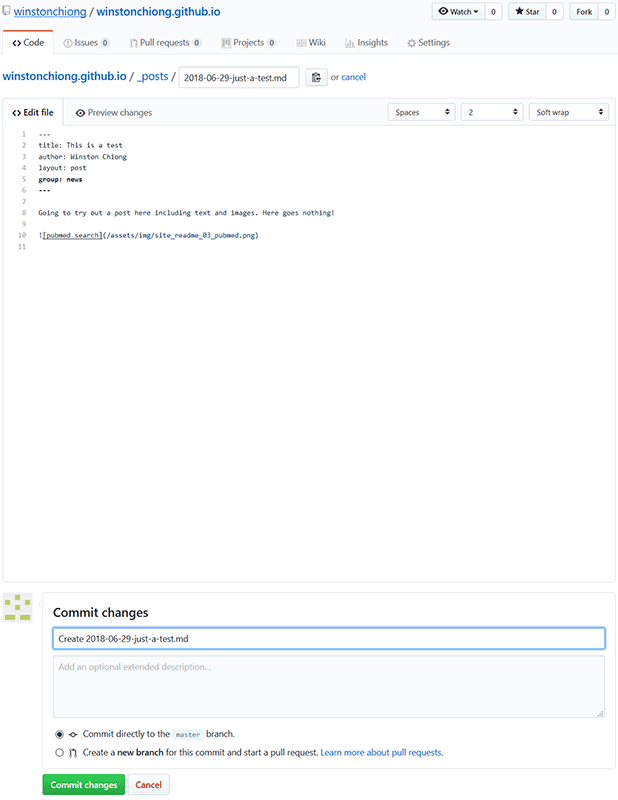 winstonchiong / winstonchiong.github.io Watch 0 Star 0 Fork 0
Code Issues 0 Pull requests 0 Projects 0 Wiki Insights Settings
winstonchiong.github.io / _posts / 2018-06-29-just-a-test.md or cancel
Edit file Preview changes Spaces 2 Soft wrap
1 ---
2 title: This is a test
3 author: Winston Chiong
4 layout: post
5 group: news
6 ---
7
8 Going to try out a post here including text and images. Here goes nothing!
9
10 ![pubmed search](/assets/img/site_readme_03_pubmed.png)
11
Commit changes
Create 2018-06-29-just-a-test.md
Add an optional extended description...
Commit directly to the master branch.
Create a new branch for this commit and start a pull request. Learn more about pull requests.
Commit changes Cancel